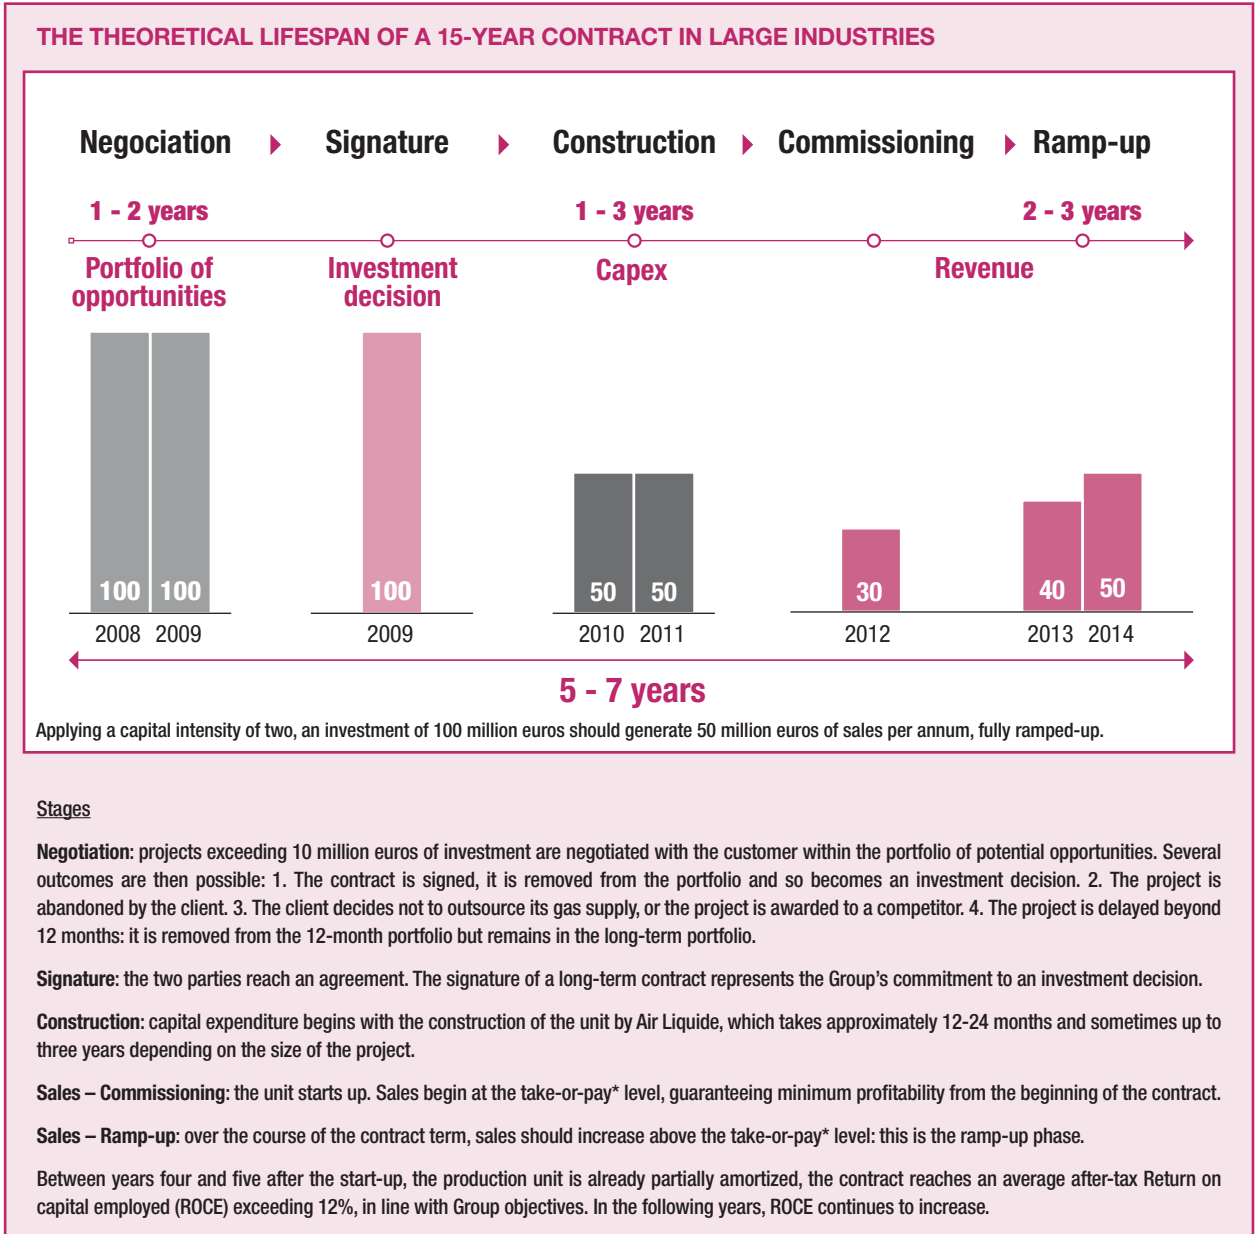 THE THEORETICAL LIFESPAN OF A 15-YEAR CONTRACT IN LARGE INDUSTRIES
Negociation Signature Construction Commissioning Ramp-up
1 - 2 years 1 - 3 years 2 - 3 years
Portfolio of opportunities
Investment decision
Capex
Revenue
100 100 100 50 50 30 40 50
2008 2009 2009 2010 2011 2012 2013 2014
5 - 7 years
Applying a capital intensity of two, an investment of 100 million euros should generate 50 million euros of sales per annum, fully ramped-up.
Stages
Negotiation: projects exceeding 10 million euros of investment are negotiated with the customer within the portfolio of potential opportunities. Several
outcomes are then possible: 1. The contract is signed, it is removed from the portfolio and so becomes an investment decision. 2. The project is
abandoned by the client. 3. The client decides not to outsource its gas supply, or the project is awarded to a competitor. 4. The project is delayed beyond
12 months: it is removed from the 12-month portfolio but remains in the long-term portfolio.
Signature: the two parties reach an agreement. The signature of a long-term contract represents the Group's commitment to an investment decision.
Construction: capital expenditure begins with the construction of the unit by Air Liquide, which takes approximately 12-24 months and sometimes up to
three years depending on the size of the project.
Sales – Commissioning: the unit starts up. Sales begin at the take-or-pay* level, guaranteeing minimum profitability from the beginning of the contract.
Sales – Ramp-up: over the course of the contract term, sales should increase above the take-or-pay* level: this is the ramp-up phase.
Between years four and five after the start-up, the production unit is already partially amortized, the contract reaches an average after-tax Return on
capital employed (ROCE) exceeding 12%, in line with Group objectives. In the following years, ROCE continues to increase.